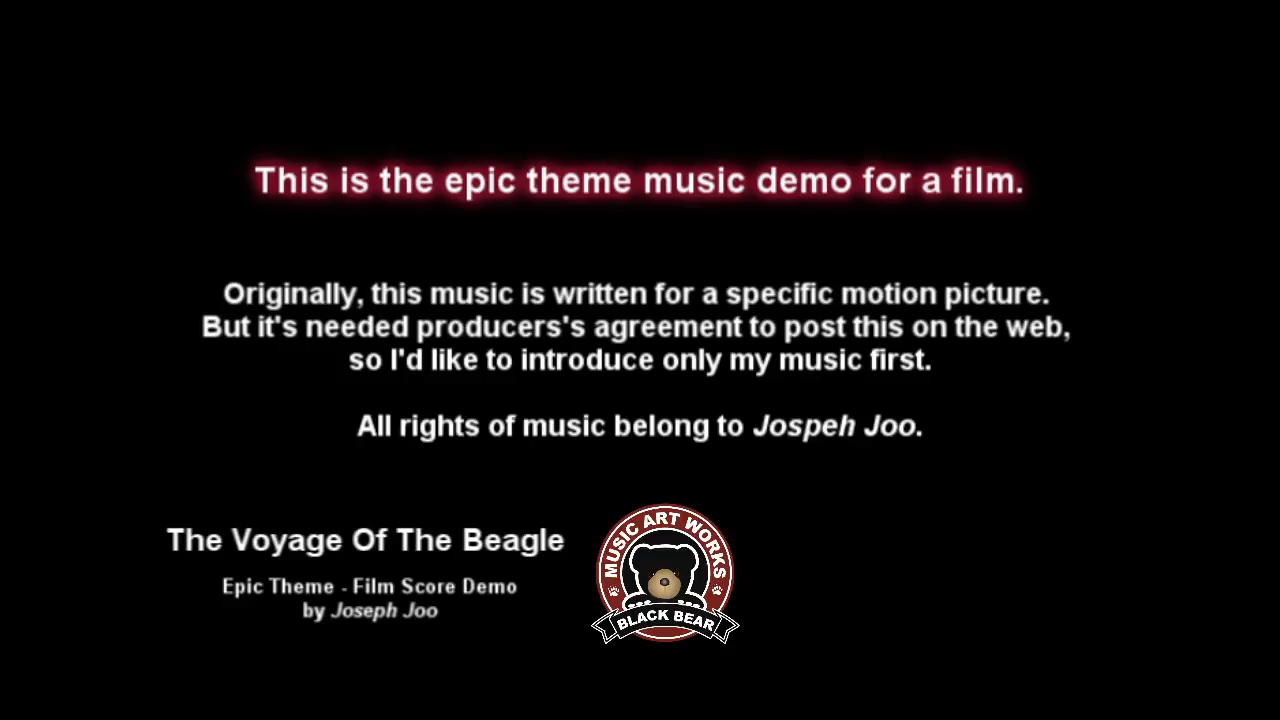 This is the epic theme music demo for a film.
Originally, this music is written for a specific motion picture.
But it's needed producers's agreement to post this on the web,
so I'd like to introduce only my music first.
All rights of music belong to Jospeh Joo.
The Voyage Of The Beagle
Epic Theme - Film Score Demo
by Joseph Joo
MUSIC ART WORKS
BLACK BEAR